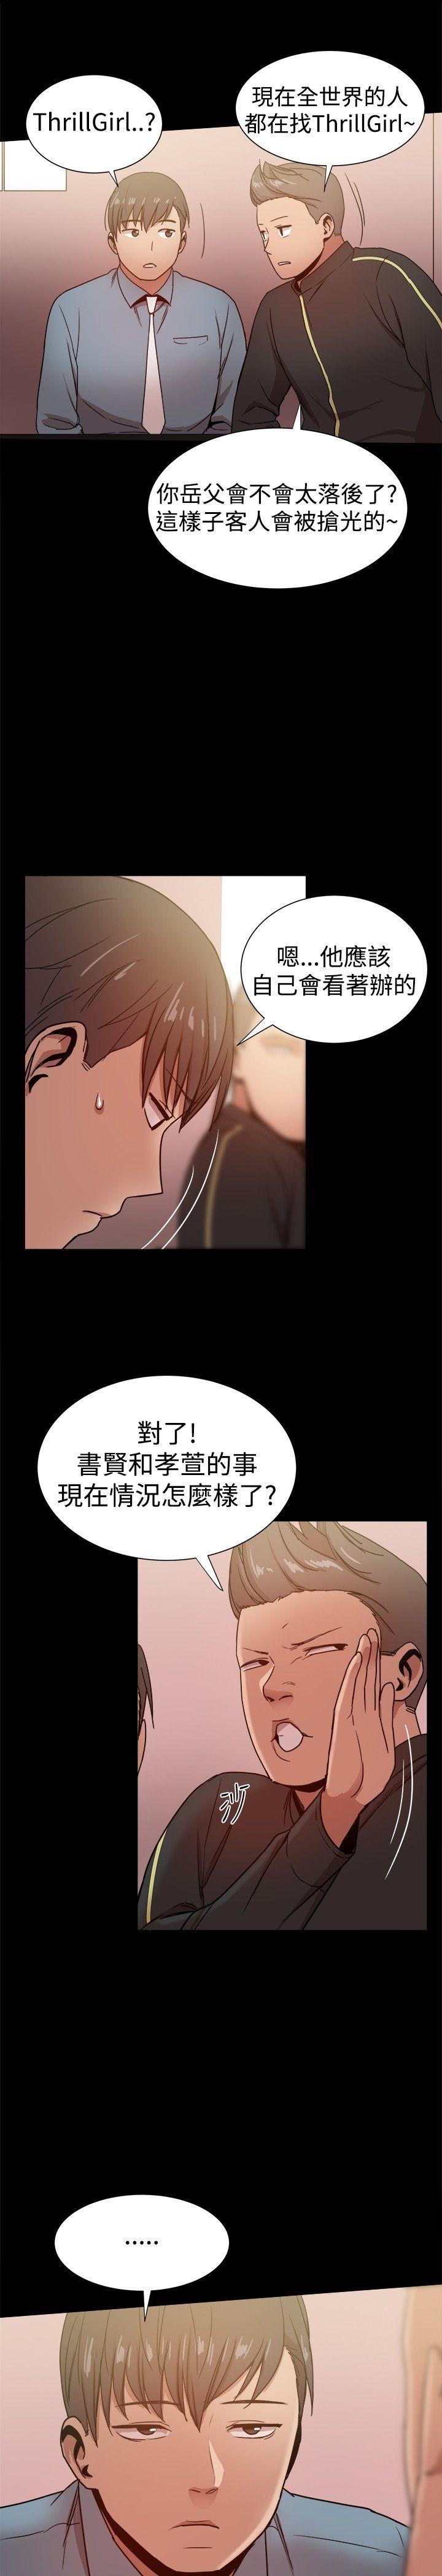 ThrillGirl..?
現在全世界的人
都在找ThrillGirl~
你岳父會不會太落後了?
這樣子客人會被搶光的~
嗯...他應該
自己會看著辦的
對了!
書賢和孝萱的事
現在情況怎麼樣了?
沙
.....